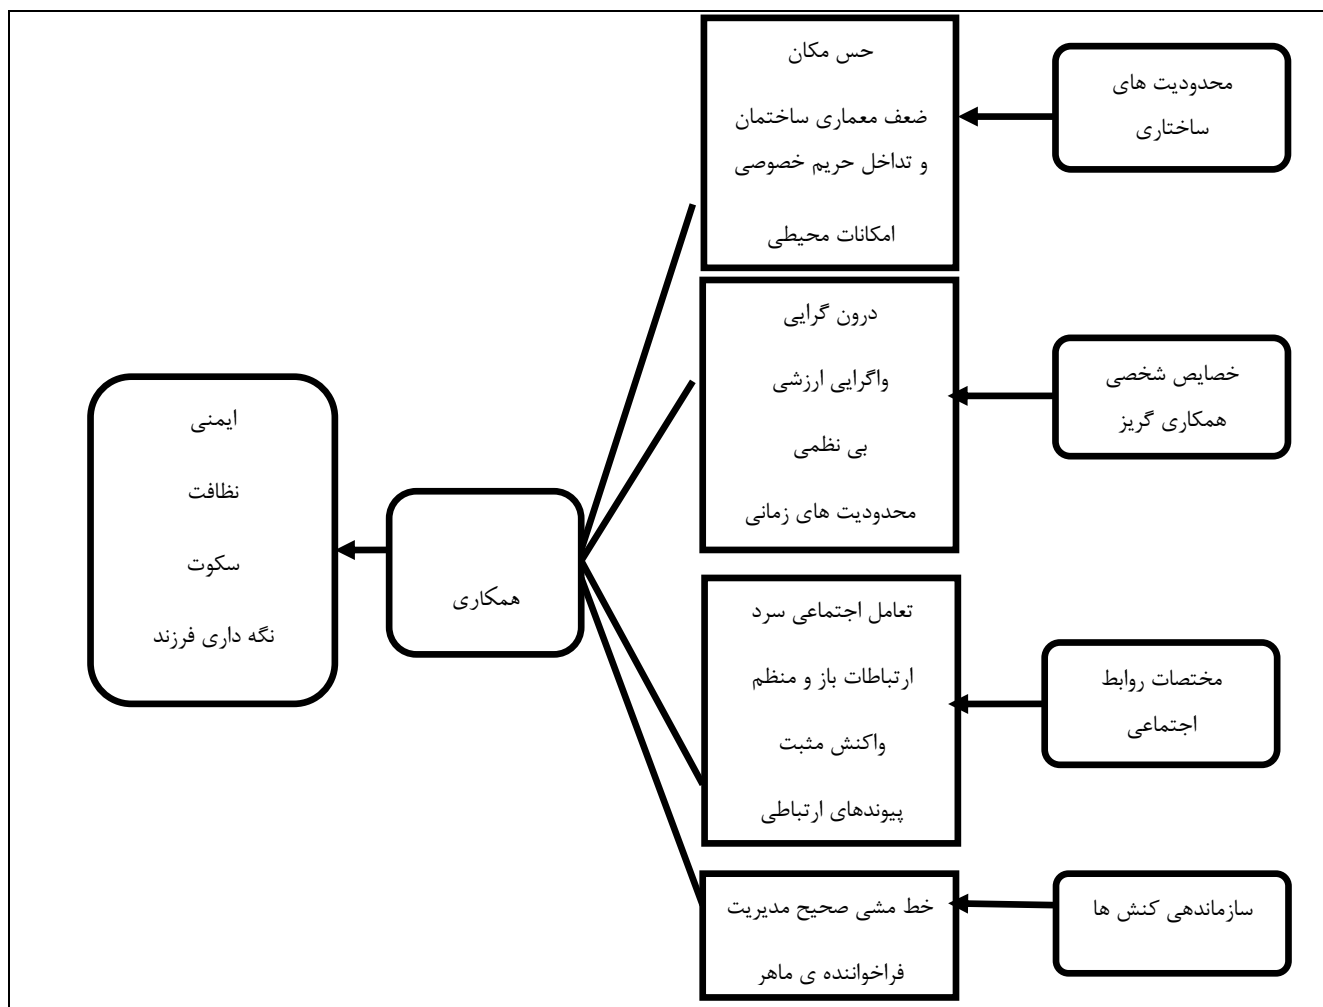 محدودیت های
ساختاری
حس مکان
ضعف معماری ساختمان
و تداخل حریم خصوصی
امکانات محیطی
خصایص شخصی
همکاری گریز
درون گرایی
واگرایی ارزشی
بی نظمی
محدودیت های زمانی
مختصات روابط
اجتماعی
تعامل اجتماعی سرد
ارتباطات باز و منظم
واکنش مثبت
پیوندهای ارتباطی
سازماندهی کنش ها
خط مشی صحیح مدیریت
فراخواننده ی ماهر
همکاری
ایمنی
نظافت
سکوت
نگه داری فرزند